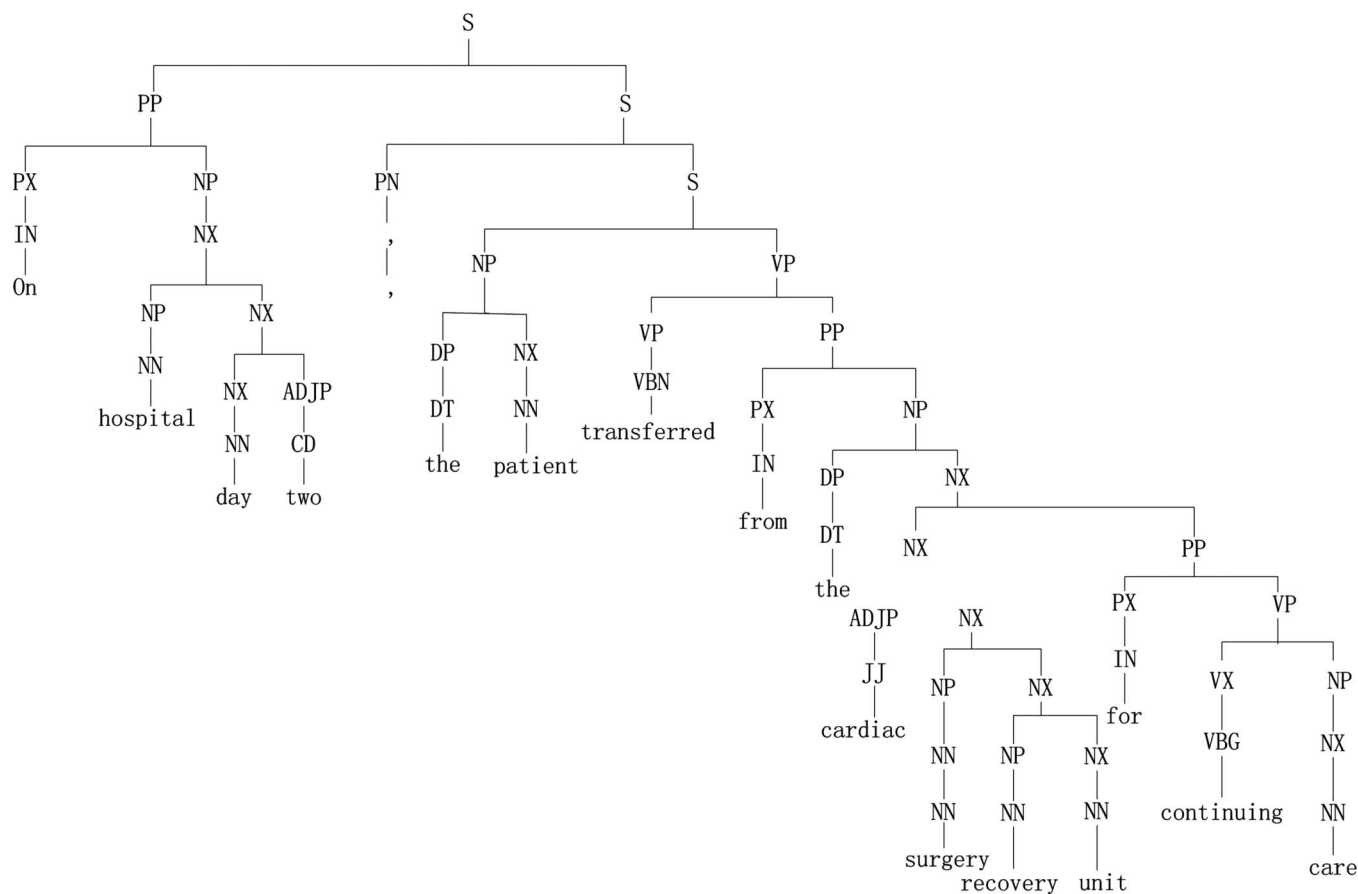 S
PP S
PX NP PN S
IN NX ,
On NP VP
,
NP NX VP PP
NN DP NX
hospital NX ADJP VBN
DT NN PX NP
transferred
NN CD the patient
IN DP NX
day two
from DT NX PP
the
ADJP NX PX VP
JJ IN
NP NX VX NP
cardiac for
NN NP NX VBG NX
NN NN NN continuing NN
surgery recovery unit care